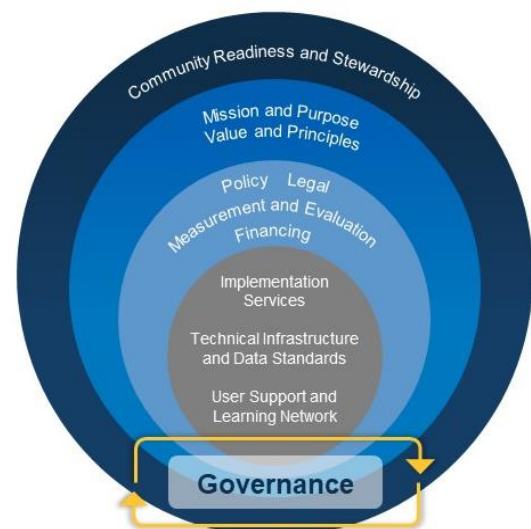 Community Readiness and Stewardship
Mission and Purpose
Value and Principles
Policy Legal
Measurement and Evaluation
Financing
Implementation
Services
Technical Infrastructure
and Data Standards
User Support and
Learning Network
Governance